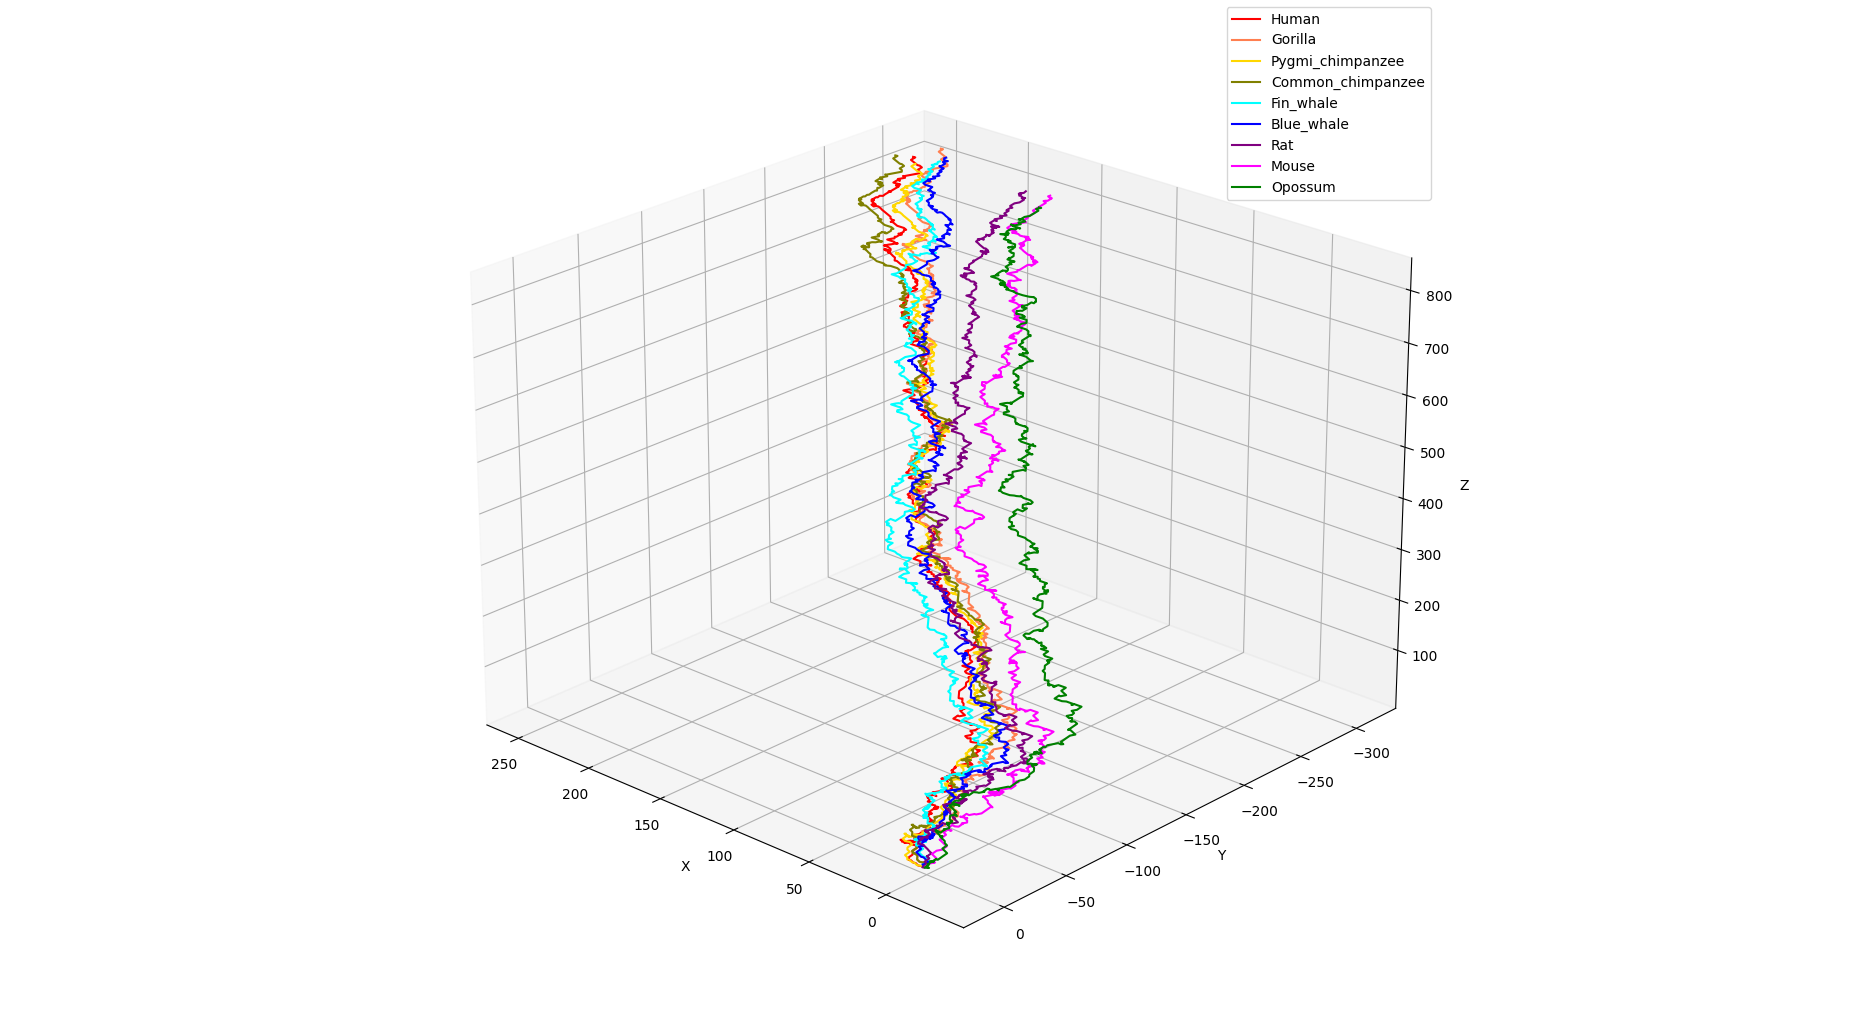 Human
Gorilla
Pygmi_chimpanzee
Common_chimpanzee
Fin_whale
Blue_whale
Rat
Mouse
Opossum
800
700
600
500
Z
400
300
200
100
250
200
150
100
50
0
X
−300
−250
−200
−150
−100
−50
0
Y